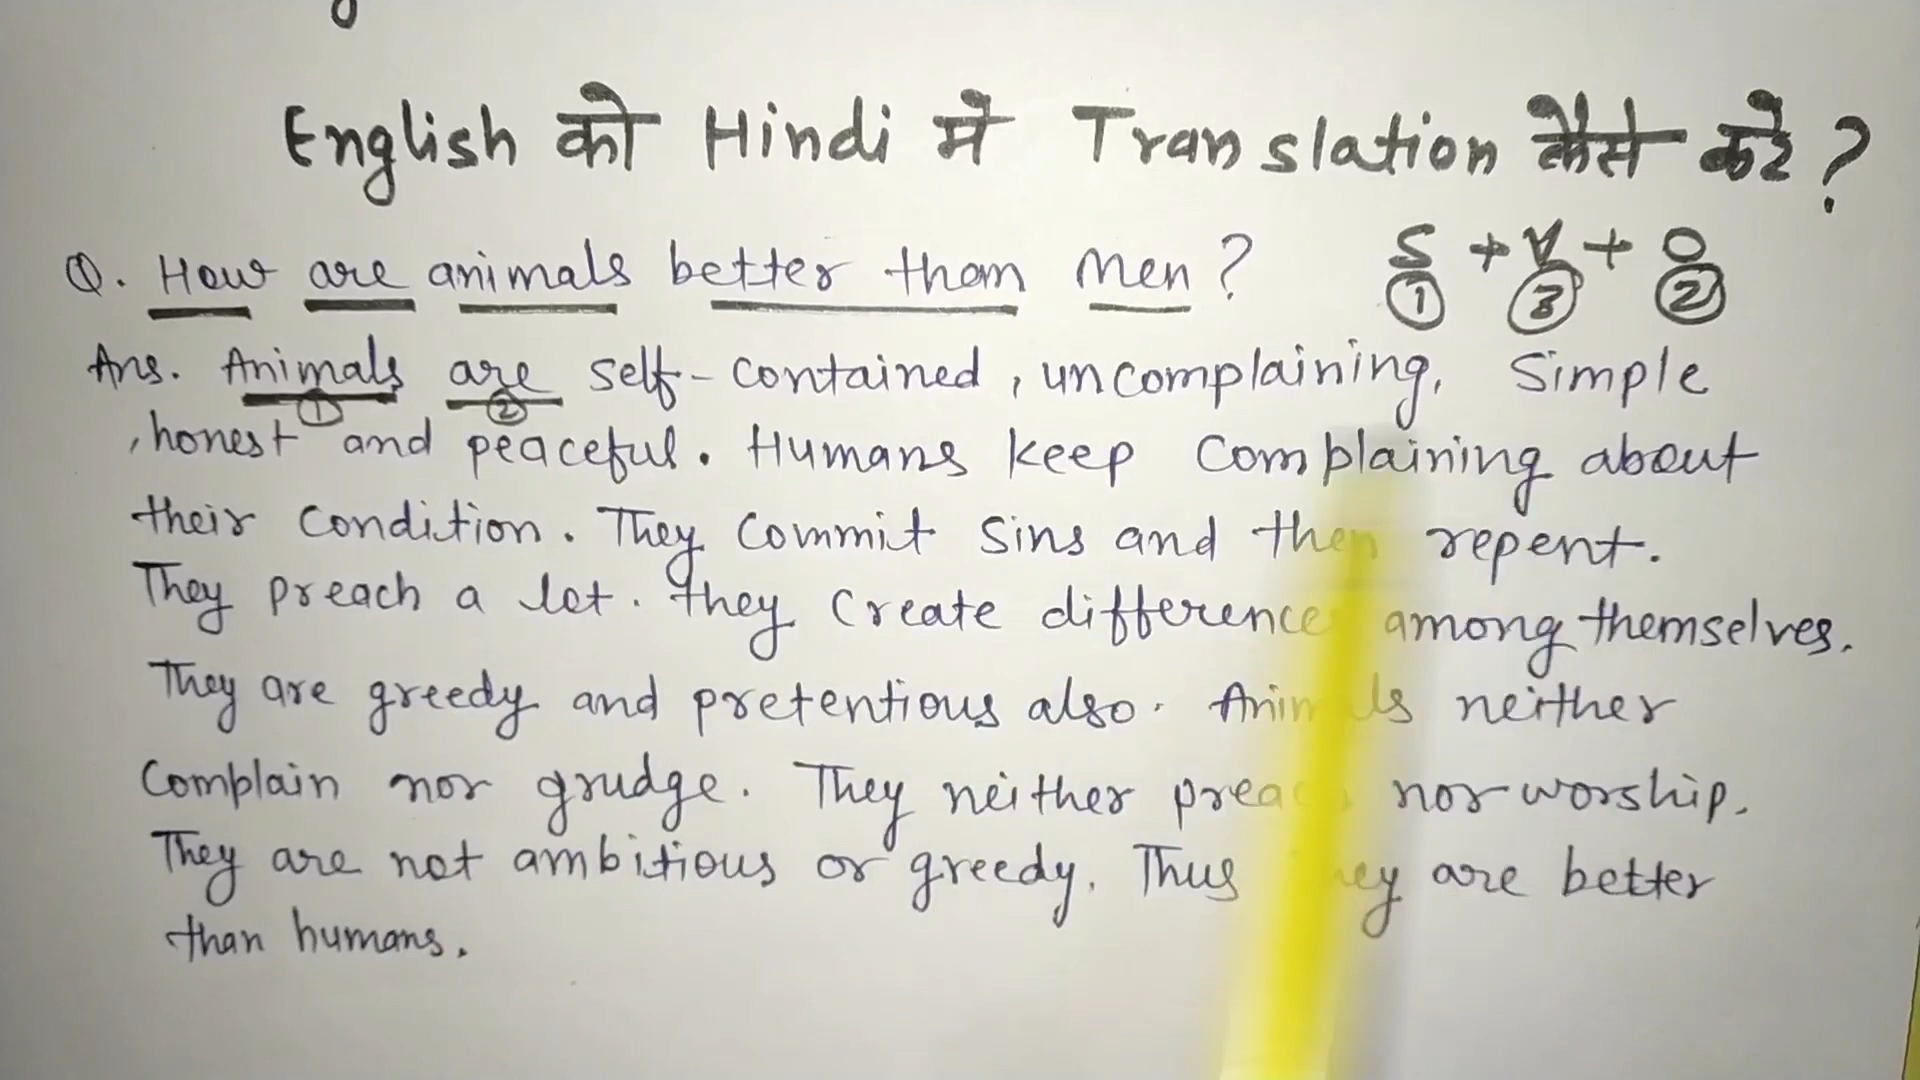 English को Hindi मे Translation कैसे करे ?
Q. How are animals better than Men ? S + V + O
1 3 2
Ans. Animals are self-contained, uncomplaining, Simple
1 2
, honest and peaceful. Humans keep Complaining about
their Condition. They Commit Sins and then repent.
They preach a lot. They Create difference among themselves.
They are greedy and pretentious also. Animals neither
Complain nor grudge. They neither preach nor worship.
They are not ambitious or greedy. Thus they are better
than humans.